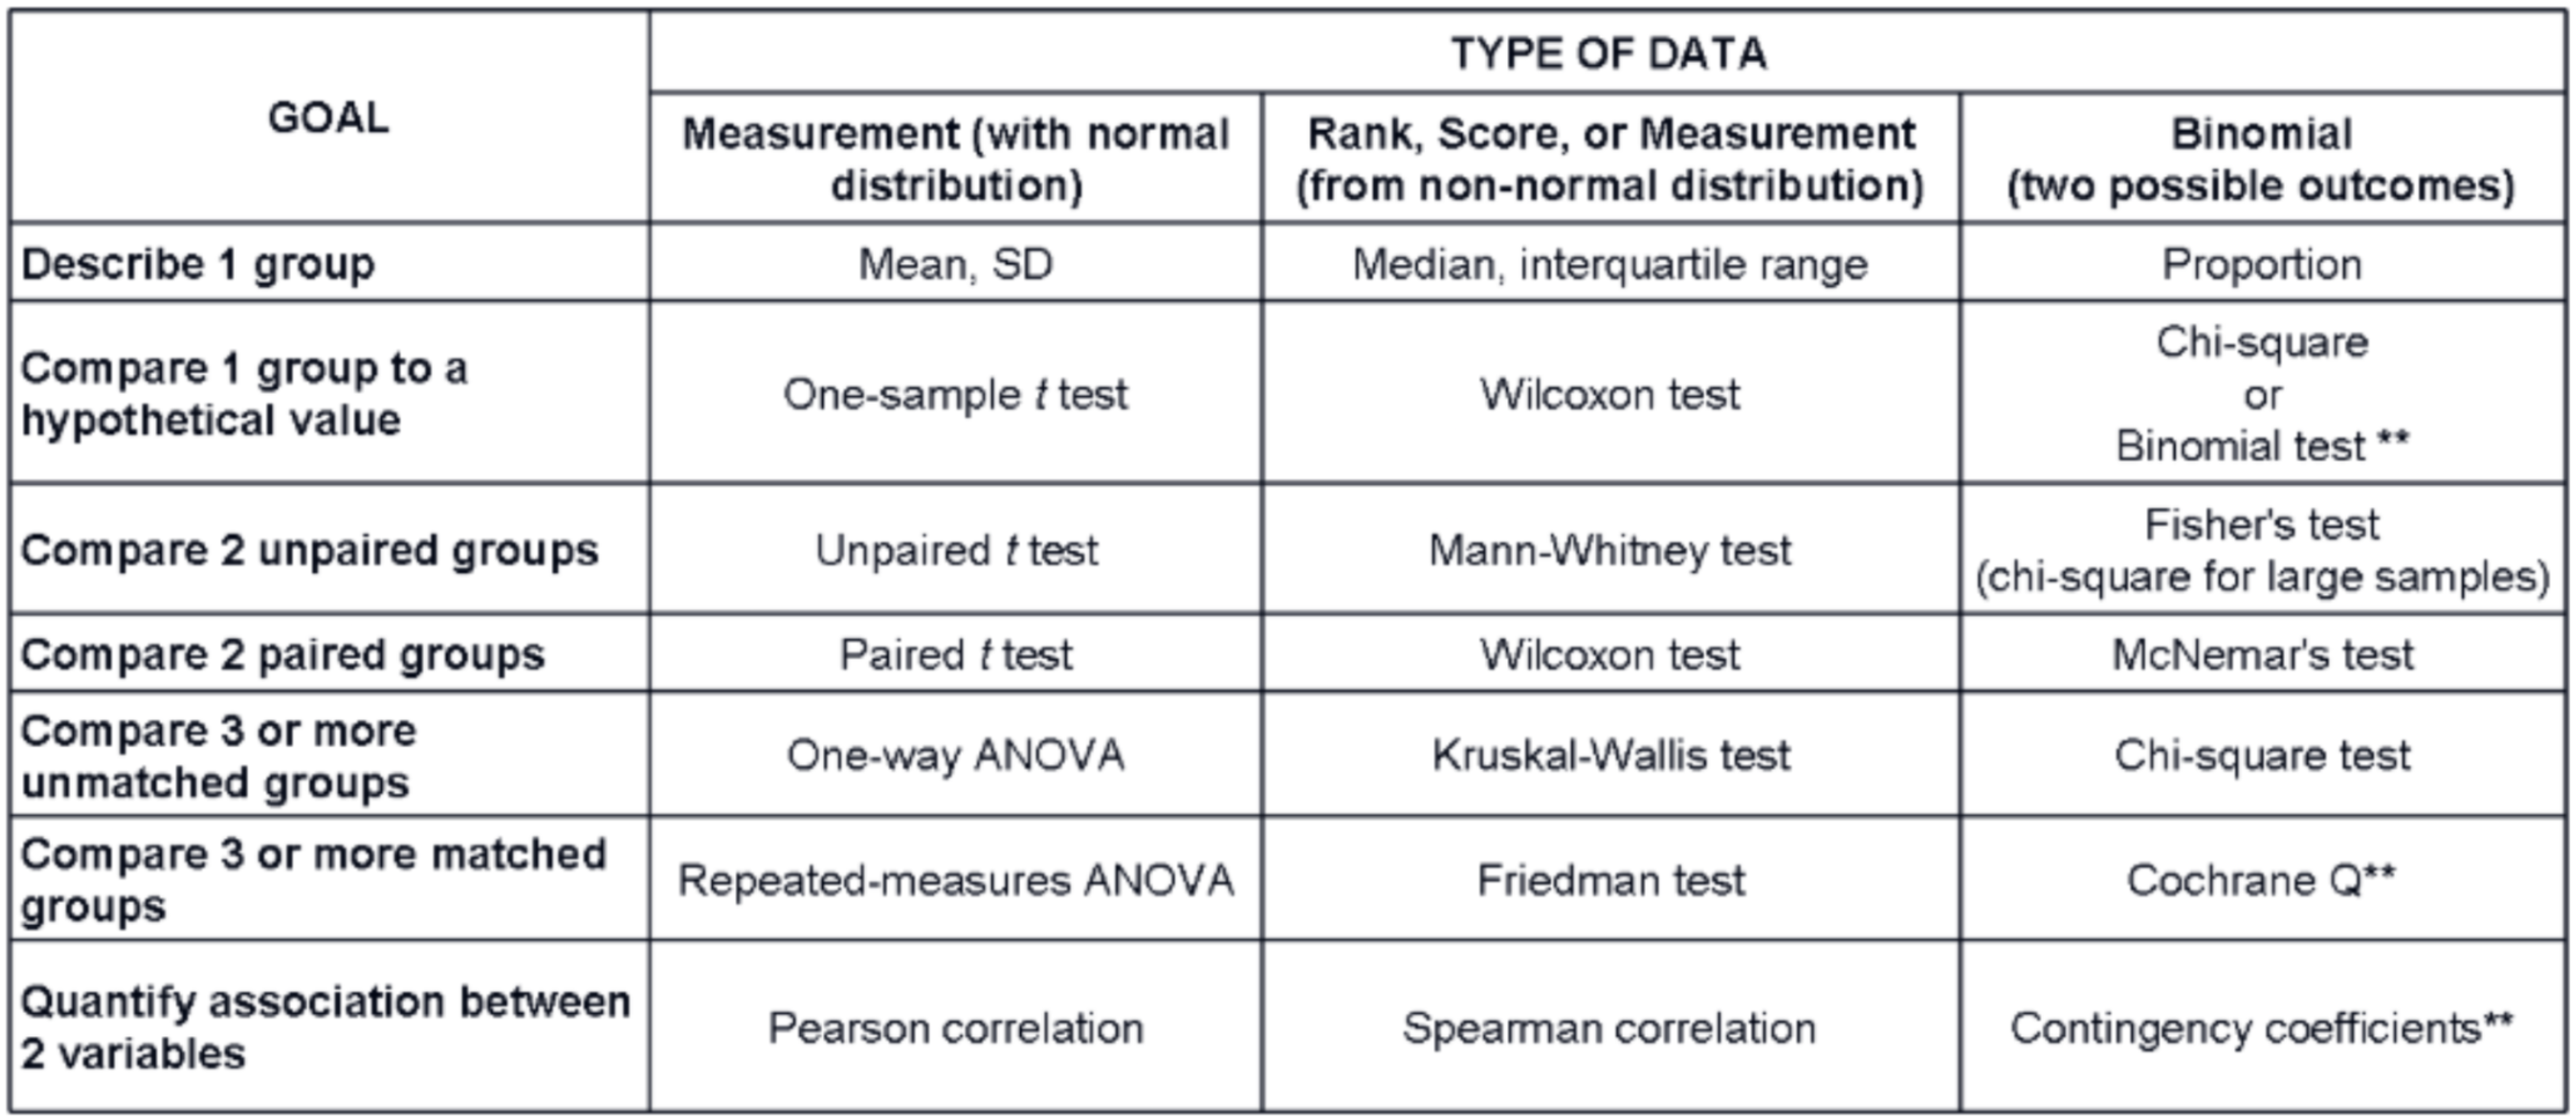 GOAL
TYPE OF DATA
Measurement (with normal
distribution)
Rank, Score, or Measurement
(from non-normal distribution)
Binomial
(two possible outcomes)
Describe 1 group
Mean, SD
Median, interquartile range
Proportion
Compare 1 group to a
hypothetical value
One-sample t test
Wilcoxon test
Chi-square
or
Binomial test **
Compare 2 unpaired groups
Unpaired t test
Mann-Whitney test
Fisher's test
(chi-square for large samples)
Compare 2 paired groups
Paired t test
Wilcoxon test
McNemar's test
Compare 3 or more
unmatched groups
One-way ANOVA
Kruskal-Wallis test
Chi-square test
Compare 3 or more matched
groups
Repeated-measures ANOVA
Friedman test
Cochrane Q**
Quantify association between
2 variables
Pearson correlation
Spearman correlation
Contingency coefficients**